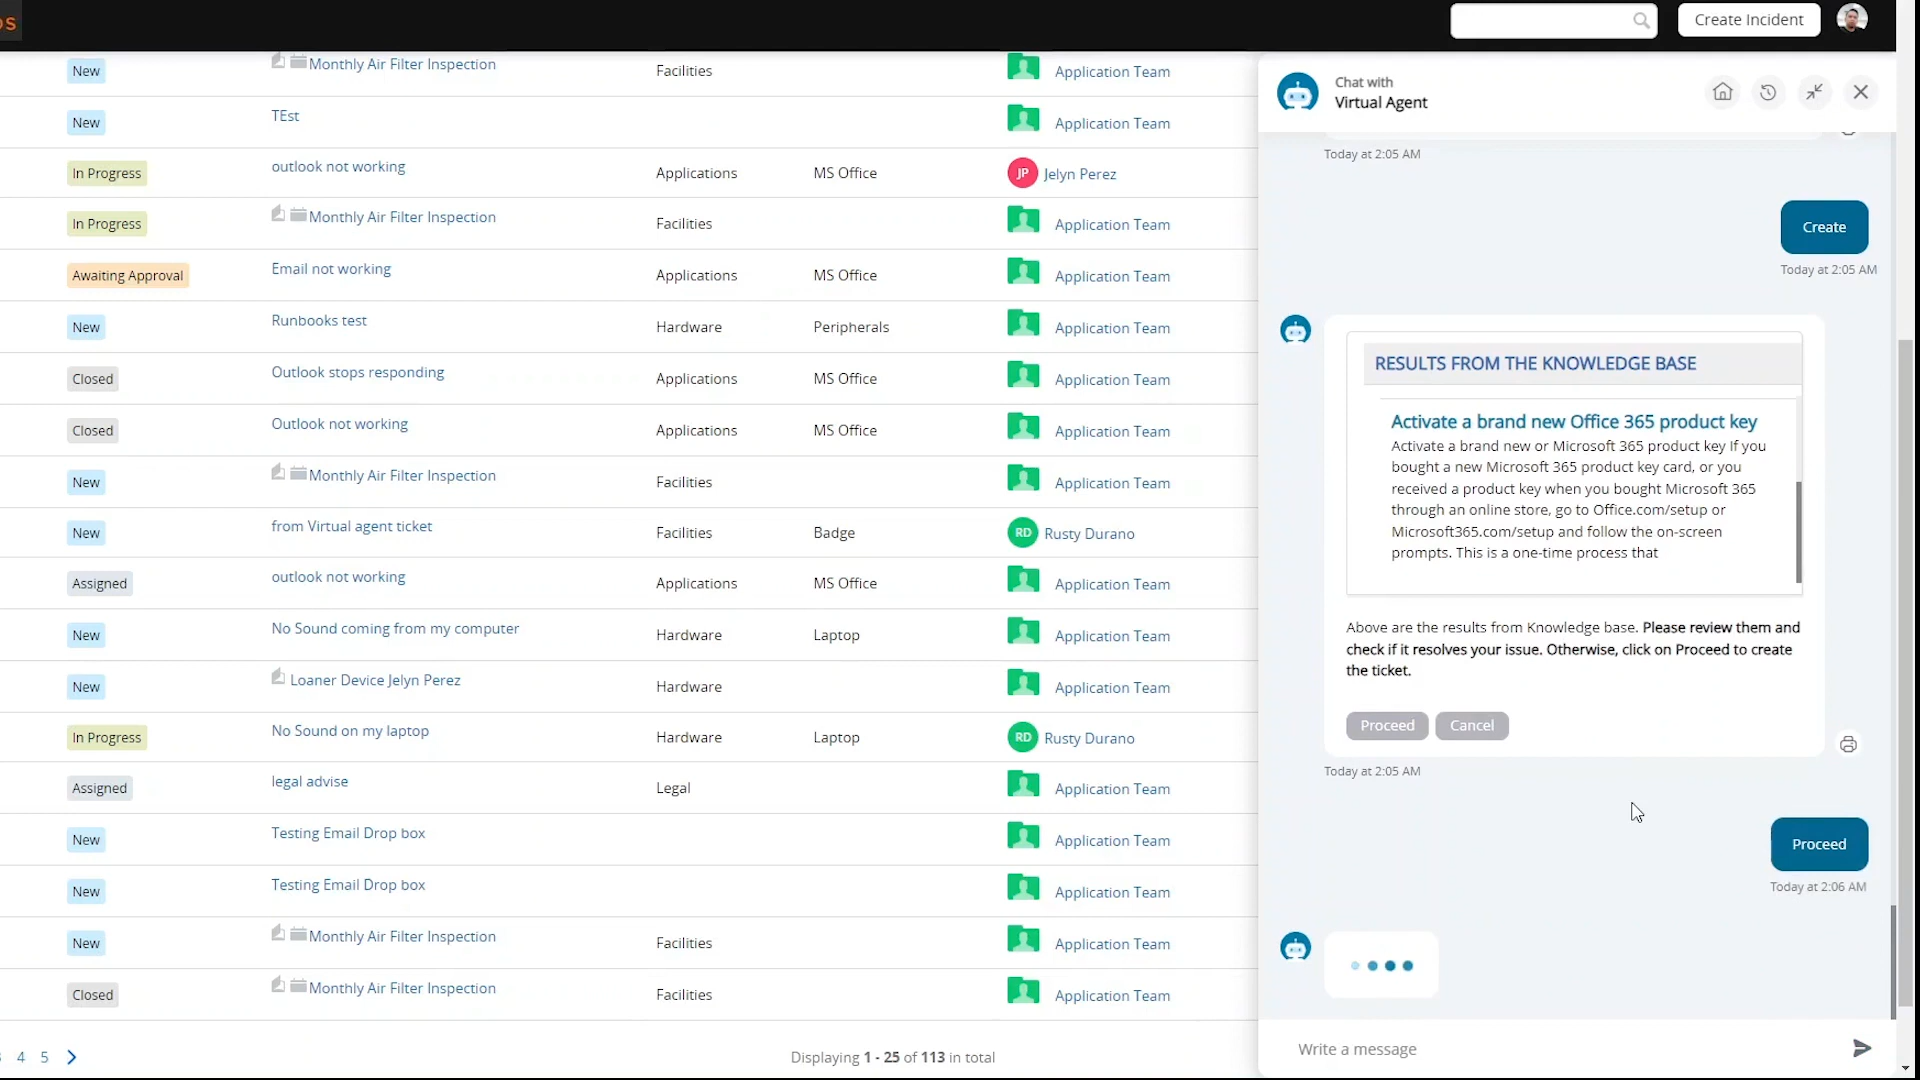 OS
Create Incident
New Monthly Air Filter Inspection Facilities Application Team
New TEst Application Team
In Progress outlook not working Applications MS Office JP Jelyn Perez
In Progress Monthly Air Filter Inspection Facilities Application Team
Awaiting Approval Email not working Applications MS Office Application Team
New Runbooks test Hardware Peripherals Application Team
Closed Outlook stops responding Applications MS Office Application Team
Closed Outlook not working Applications MS Office Application Team
New Monthly Air Filter Inspection Facilities Application Team
New from Virtual agent ticket Facilities Badge RD Rusty Durano
Assigned outlook not working Applications MS Office Application Team
New No Sound coming from my computer Hardware Laptop Application Team
New Loaner Device Jelyn Perez Hardware Application Team
In Progress No Sound on my laptop Hardware Laptop RD Rusty Durano
Assigned legal advise Legal Application Team
New Testing Email Drop box Application Team
New Testing Email Drop box Application Team
New Monthly Air Filter Inspection Facilities Application Team
Closed Monthly Air Filter Inspection Facilities Application Team
4 5
Displaying 1 - 25 of 113 in total
Chat with
Virtual Agent
Today at 2:05 AM
Create
Today at 2:05 AM
RESULTS FROM THE KNOWLEDGE BASE
Activate a brand new Office 365 product key
Activate a brand new or Microsoft 365 product key If you
bought a new Microsoft 365 product key card, or you
received a product key when you bought Microsoft 365
through an online store, go to Office.com/setup or
Microsoft365.com/setup and follow the on-screen
prompts. This is a one-time process that
Above are the results from Knowledge base. Please review them and
check if it resolves your issue. Otherwise, click on Proceed to create
the ticket.
Proceed Cancel
Today at 2:05 AM
Proceed
Today at 2:06 AM
Write a message